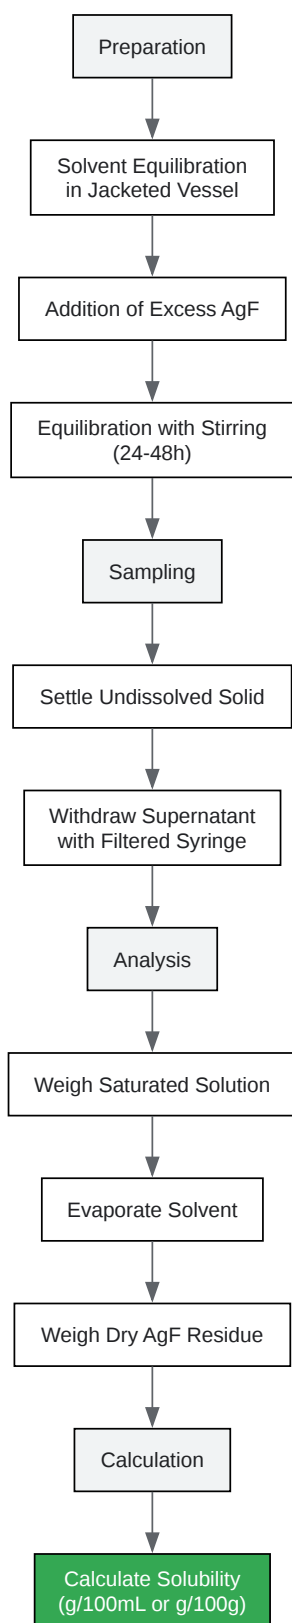 Preparation
Solvent Equilibration
in Jacketed Vessel
Addition of Excess AgF
Equilibration with Stirring
(24-48h)
Sampling
Settle Undissolved Solid
Withdraw Supernatant
with Filtered Syringe
Analysis
Weigh Saturated Solution
Evaporate Solvent
Weigh Dry AgF Residue
Calculation
Calculate Solubility
(g/100mL or g/100g)